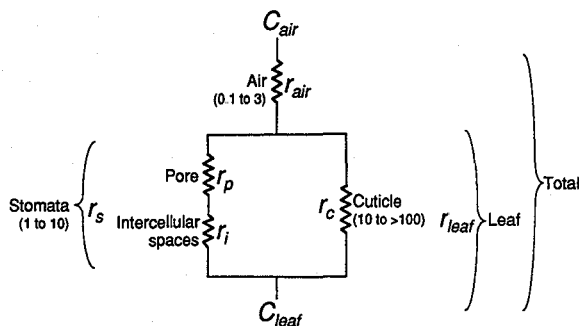 C_air
Air
(0.1 to 3)
r_air
Pore
r_p
Stomata
(1 to 10)
r_s
Intercellular
spaces
r_i
r_c
Cuticle
(10 to >100)
r_leaf
Leaf
Total
C_leaf